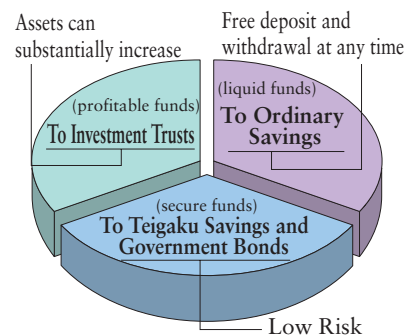 Assets can
substantially increase
Free deposit and
withdrawal at any time
(profitable funds)
To Investment Trusts
(liquid funds)
To Ordinary
Savings
(secure funds)
To Teigaku Savings and
Government Bonds
Low Risk